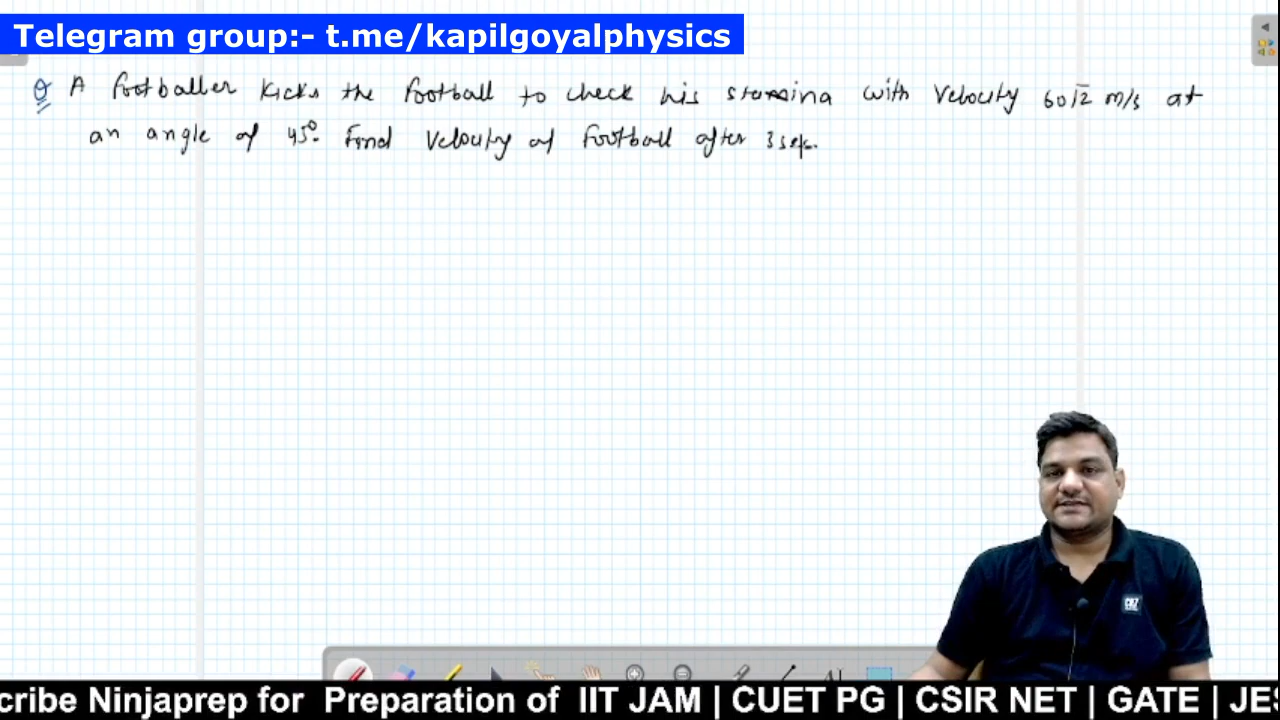 Telegram group:- t.me/kapilgoyalphysics
Q A footballer kicks the football to check his stamina with velocity 60√2 m/s at
an angle of 45°. Find velocity of football after 3 sec.
cribe Ninjaprep for Preparation of IIT JAM | CUET PG | CSIR NET | GATE | JES